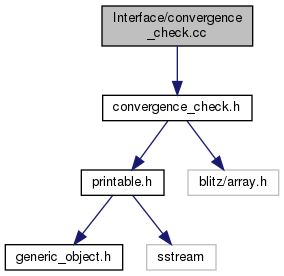 Interface/convergence
_check.cc
convergence_check.h
printable.h
blitz/array.h
generic_object.h
sstream